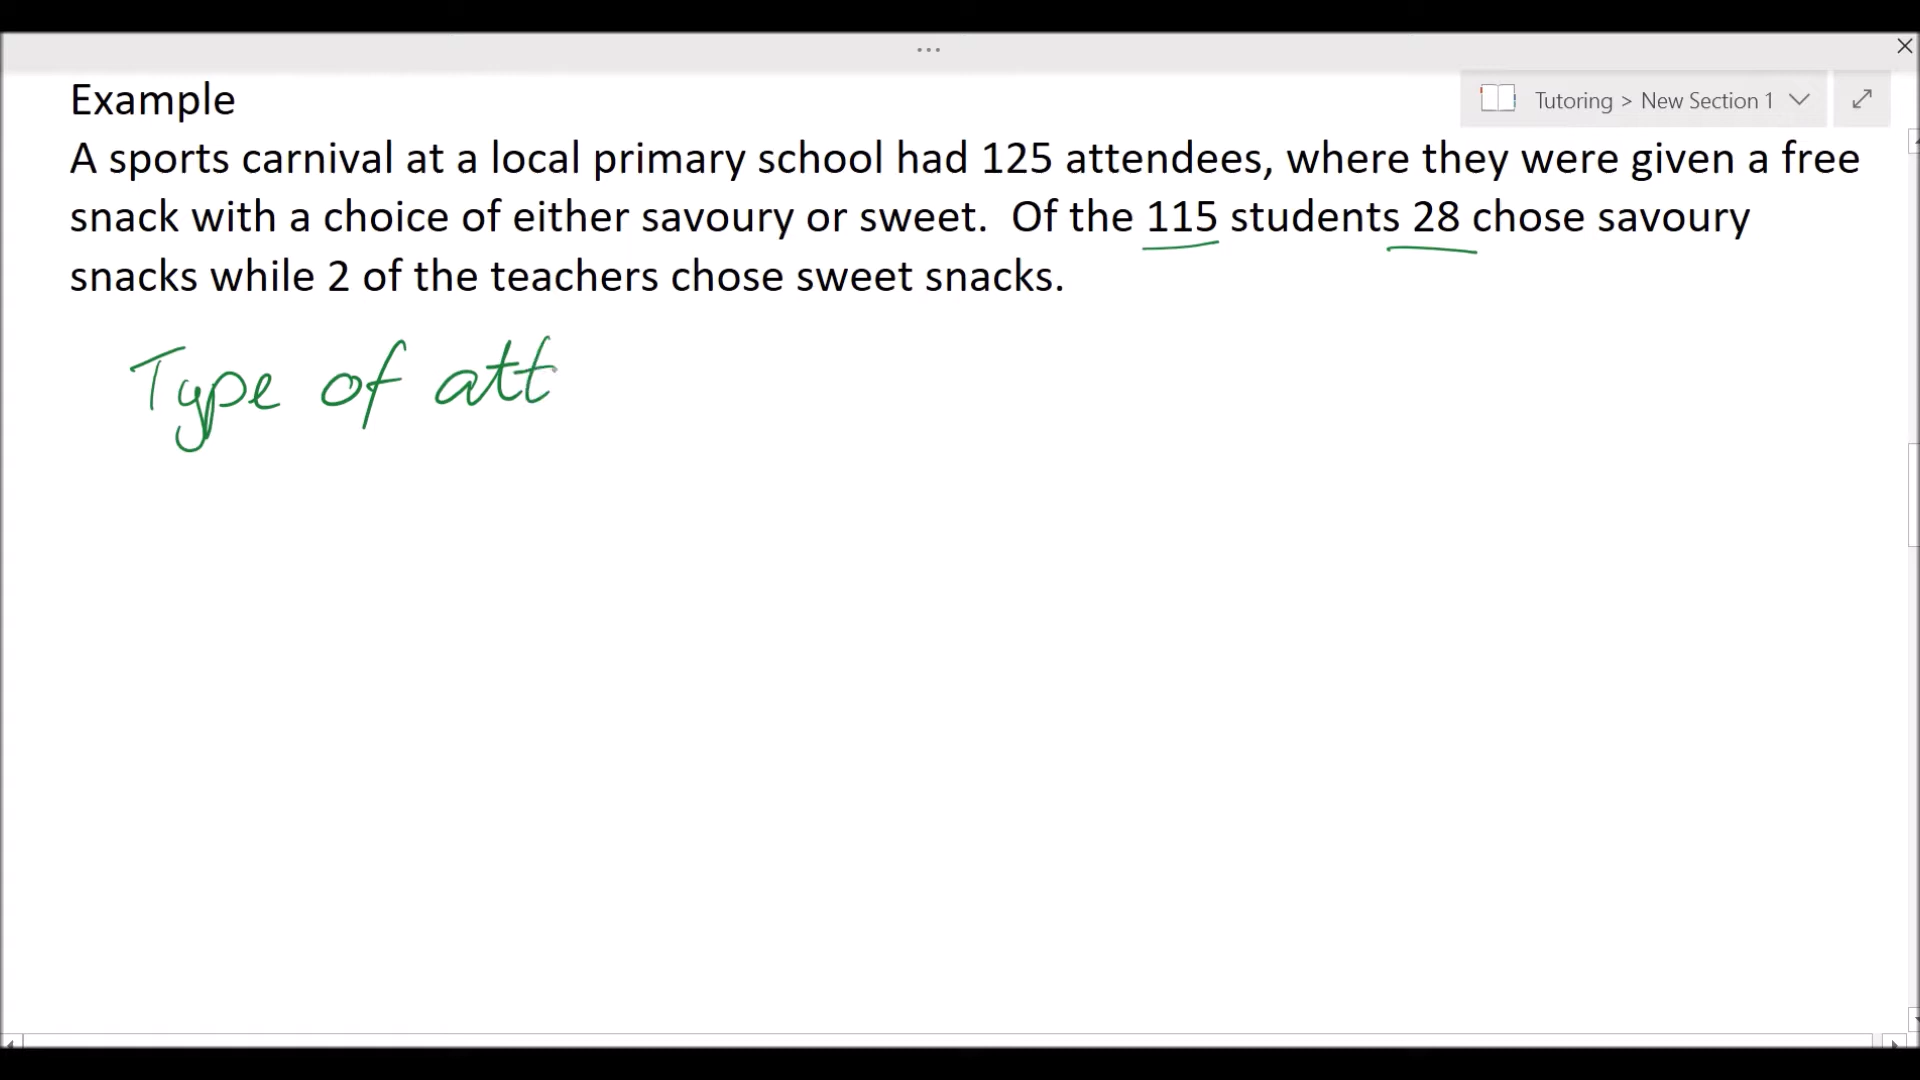 Example
Tutoring > New Section 1
A sports carnival at a local primary school had 125 attendees, where they were given a free
snack with a choice of either savoury or sweet.  Of the 115 students 28 chose savoury
snacks while 2 of the teachers chose sweet snacks.
Type of att